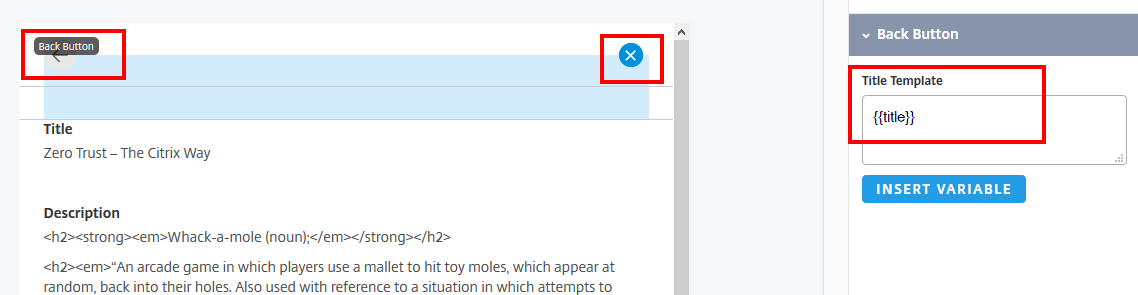 Back Button
Title
Zero Trust – The Citrix Way
Description
<h2><strong><em>Whack-a-mole (noun);</em></strong></h2>
<h2><em>“An arcade game in which players use a mallet to hit toy moles, which appear at
random, back into their holes. Also used with reference to a situation in which attempts to
Back Button
Title Template
{{title}}
INSERT VARIABLE